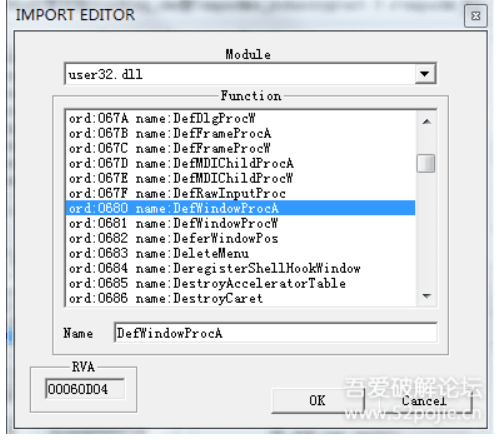 IMPORT EDITOR
Module
user32.dll
Function
ord:067A name:DefDlgProcW
ord:067B name:DefFrameProcA
ord:067C name:DefFrameProcW
ord:067D name:DefMDIChildProcA
ord:067E name:DefMDIChildProcW
ord:067F name:DefRawInputProc
ord:0680 name:DefWindowProcA
ord:0681 name:DefWindowProcW
ord:0682 name:DeferWindowPos
ord:0683 name:DeleteMenu
ord:0684 name:DeregisterShellHookWindow
ord:0685 name:DestroyAcceleratorTable
ord:0686 name:DestroyCaret
Name DefWindowProcA
RVA
00060D04
OK Cancel
吾爱破解论坛
www.52pojie.cn